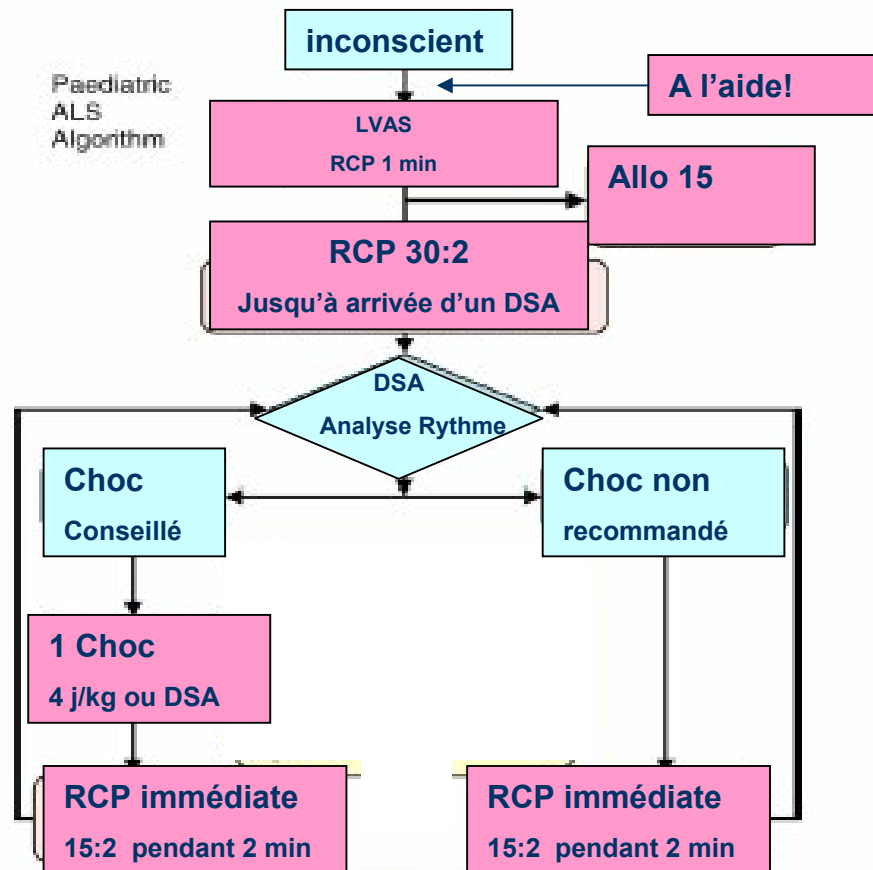 inconscient
Paediatric
ALS
Algorithm
A l’aide!
LVAS
RCP 1 min
Allo 15
RCP 30:2
Jusqu’à arrivée d’un DSA
DSA
Analyse Rythme
Choc
Conseillé
Choc non
recommandé
1 Choc
4 j/kg ou DSA
RCP immédiate
15:2 pendant 2 min
RCP immédiate
15:2 pendant 2 min